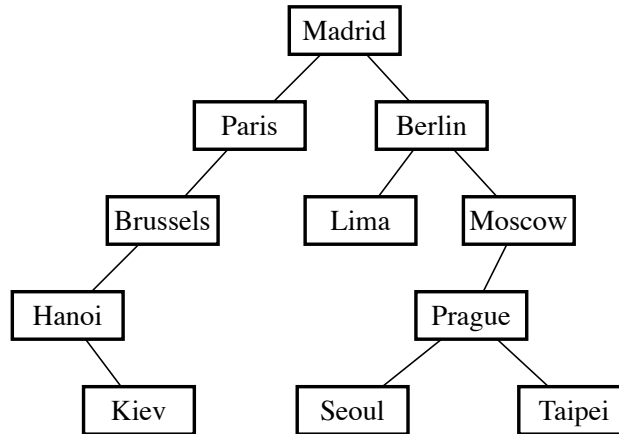 Madrid
Paris
Berlin
Brussels
Lima
Moscow
Hanoi
Prague
Kiev
Seoul
Taipei